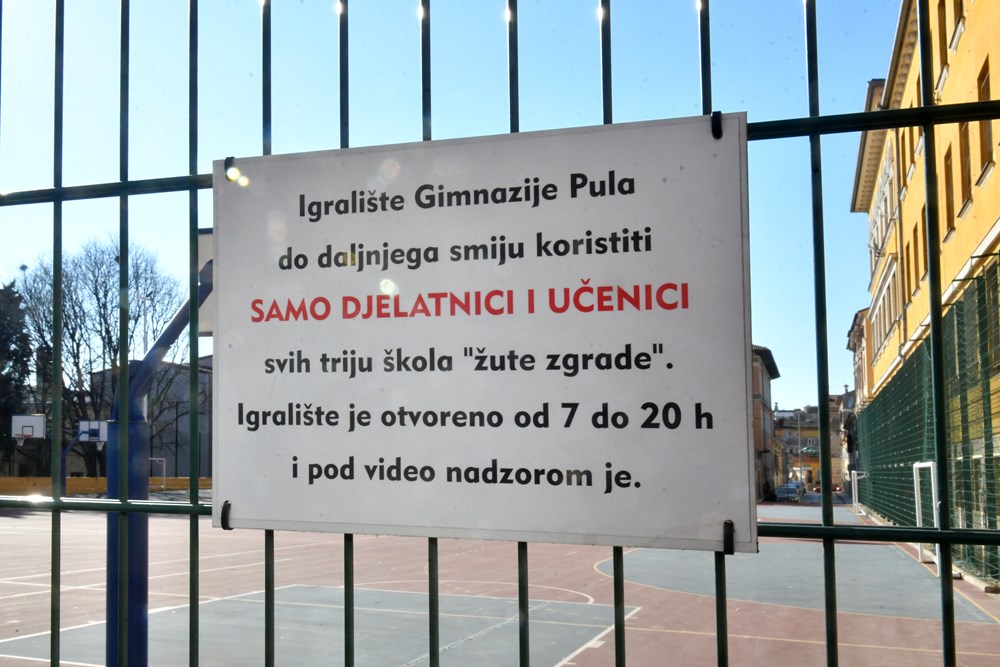 Igralište Gimnazije Pula
do daljnjega smiju koristiti
SAMO DJELATNICI I UČENICI
svih triju škola "žute zgrade".
Igralište je otvoreno od 7 do 20 h
i pod video nadzorom je.